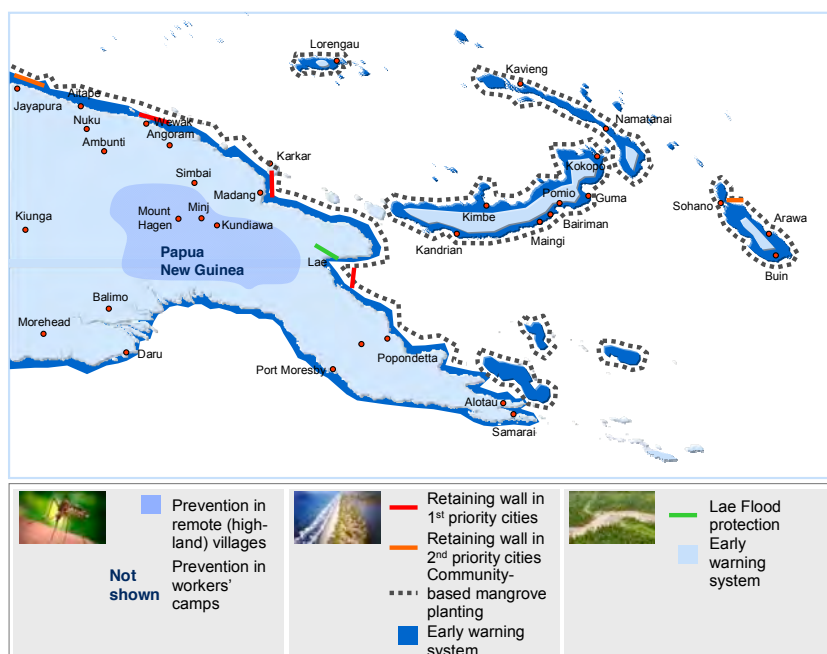 Lorengau
Kavieng
Jayapura
Aitape
Nuku
Wewak
Ambunti
Angoram
Namatanai
Karkar
Kokopo
Simbai
Madang
Pomio
Guma
Sohano
Kiunga
Mount
Hagen
Minj
Kundiawa
Kimbe
Bairiman
Arawa
Kandrian
Maingi
Papua
New Guinea
Lae
Buin
Balimo
Morehead
Daru
Popondetta
Port Moresby
Alotau
Samarai
Prevention in
remote (high-
land) villages
Not
shown
Prevention in
workers'
camps
Retaining wall in
1st priority cities
Retaining wall in
2nd priority cities
Community-
based mangrove
planting
Early warning
system
Lae Flood
protection
Early
warning
system